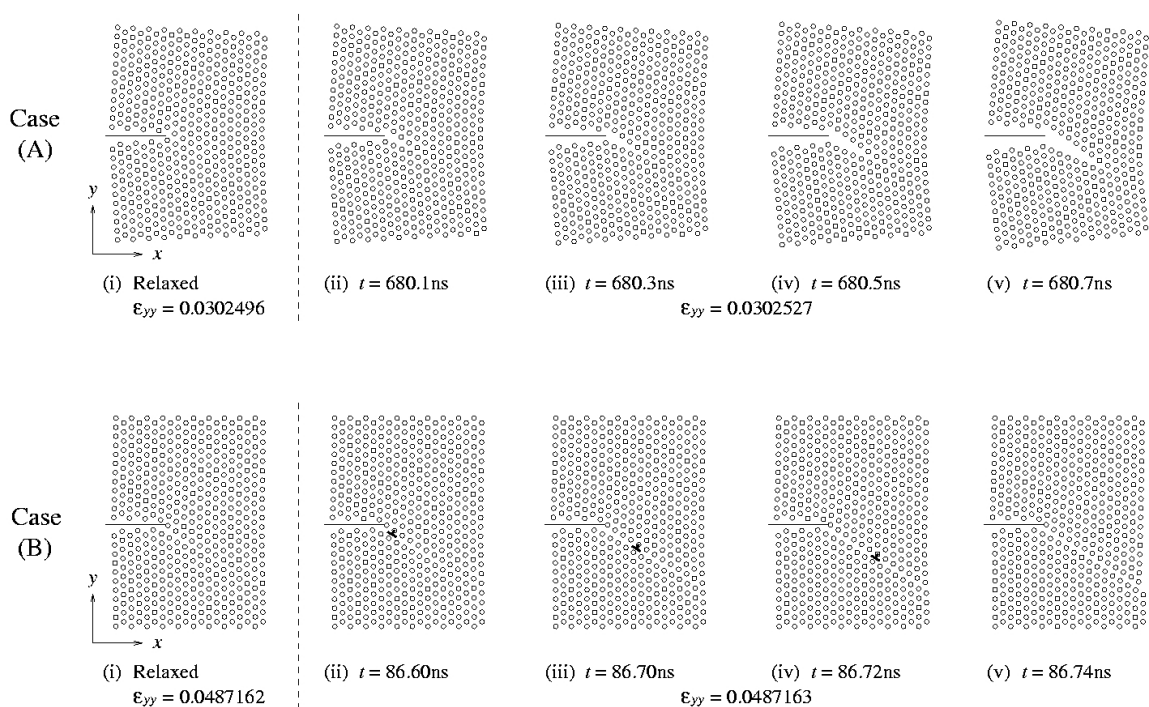 Case
(A)
y
x
(i) Relaxed
εyy = 0.0302496
(ii) t = 680.1ns
(iii) t = 680.3ns
(iv) t = 680.5ns
(v) t = 680.7ns
εyy = 0.0302527
Case
(B)
y
x
(i) Relaxed
εyy = 0.0487162
(ii) t = 86.60ns
(iii) t = 86.70ns
(iv) t = 86.72ns
(v) t = 86.74ns
εyy = 0.0487163